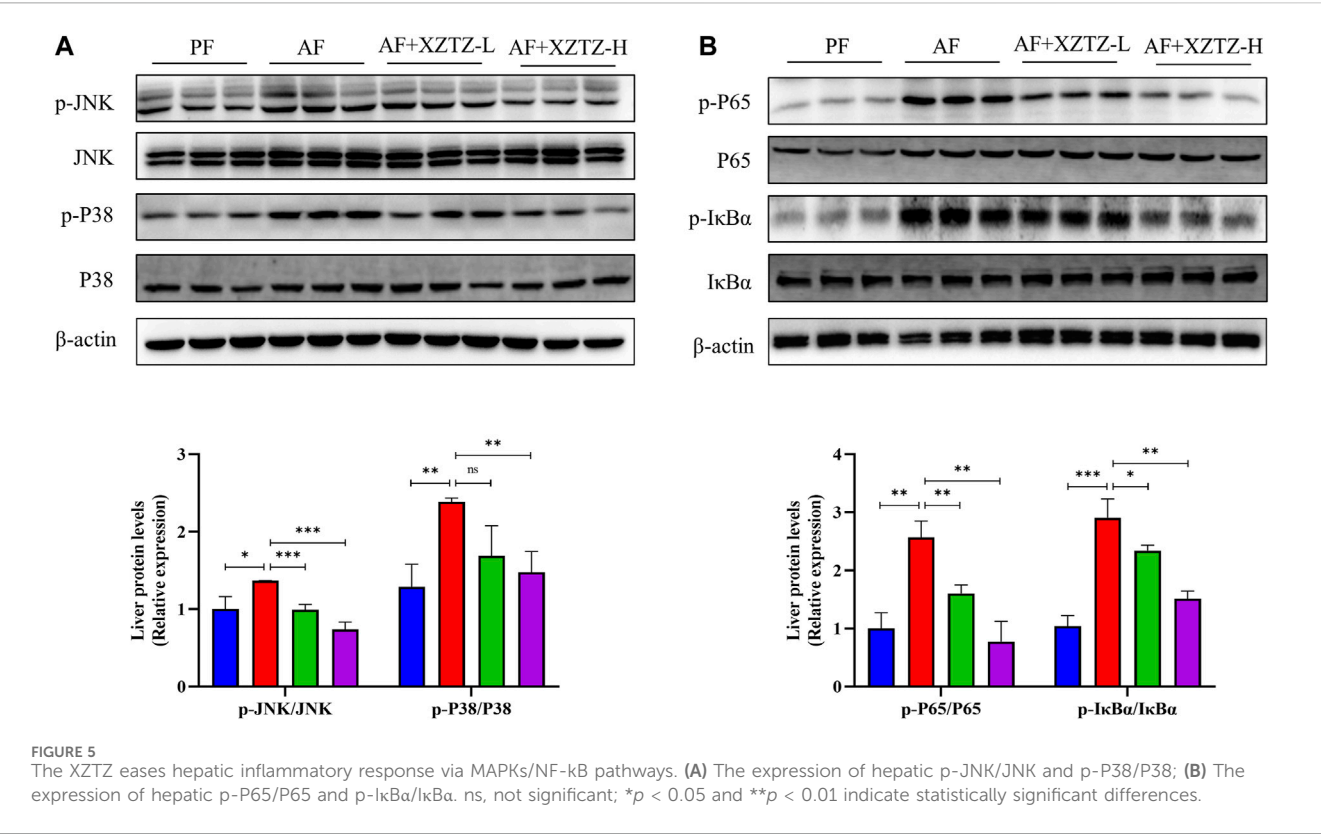 A
PF AF AF+XZTZ-L AF+XZTZ-H
p-JNK
JNK
p-P38
P38
β-actin
3
2
1
0
Liver protein levels
(Relative expression)
* *** ***
** ns **
p-JNK/JNK p-P38/P38
B
PF AF AF+XZTZ-L AF+XZTZ-H
p-P65
P65
p-IκBα
IκBα
β-actin
4
3
2
1
0
Liver protein levels
(Relative expression)
** ** **
*** * **
p-P65/P65 p-IκBα/IκBα
FIGURE 5
The XZTZ eases hepatic inflammatory response via MAPKs/NF-kB pathways. (A) The expression of hepatic p-JNK/JNK and p-P38/P38; (B) The
expression of hepatic p-P65/P65 and p-IκBα/IκBα. ns, not significant; *p < 0.05 and **p < 0.01 indicate statistically significant differences.